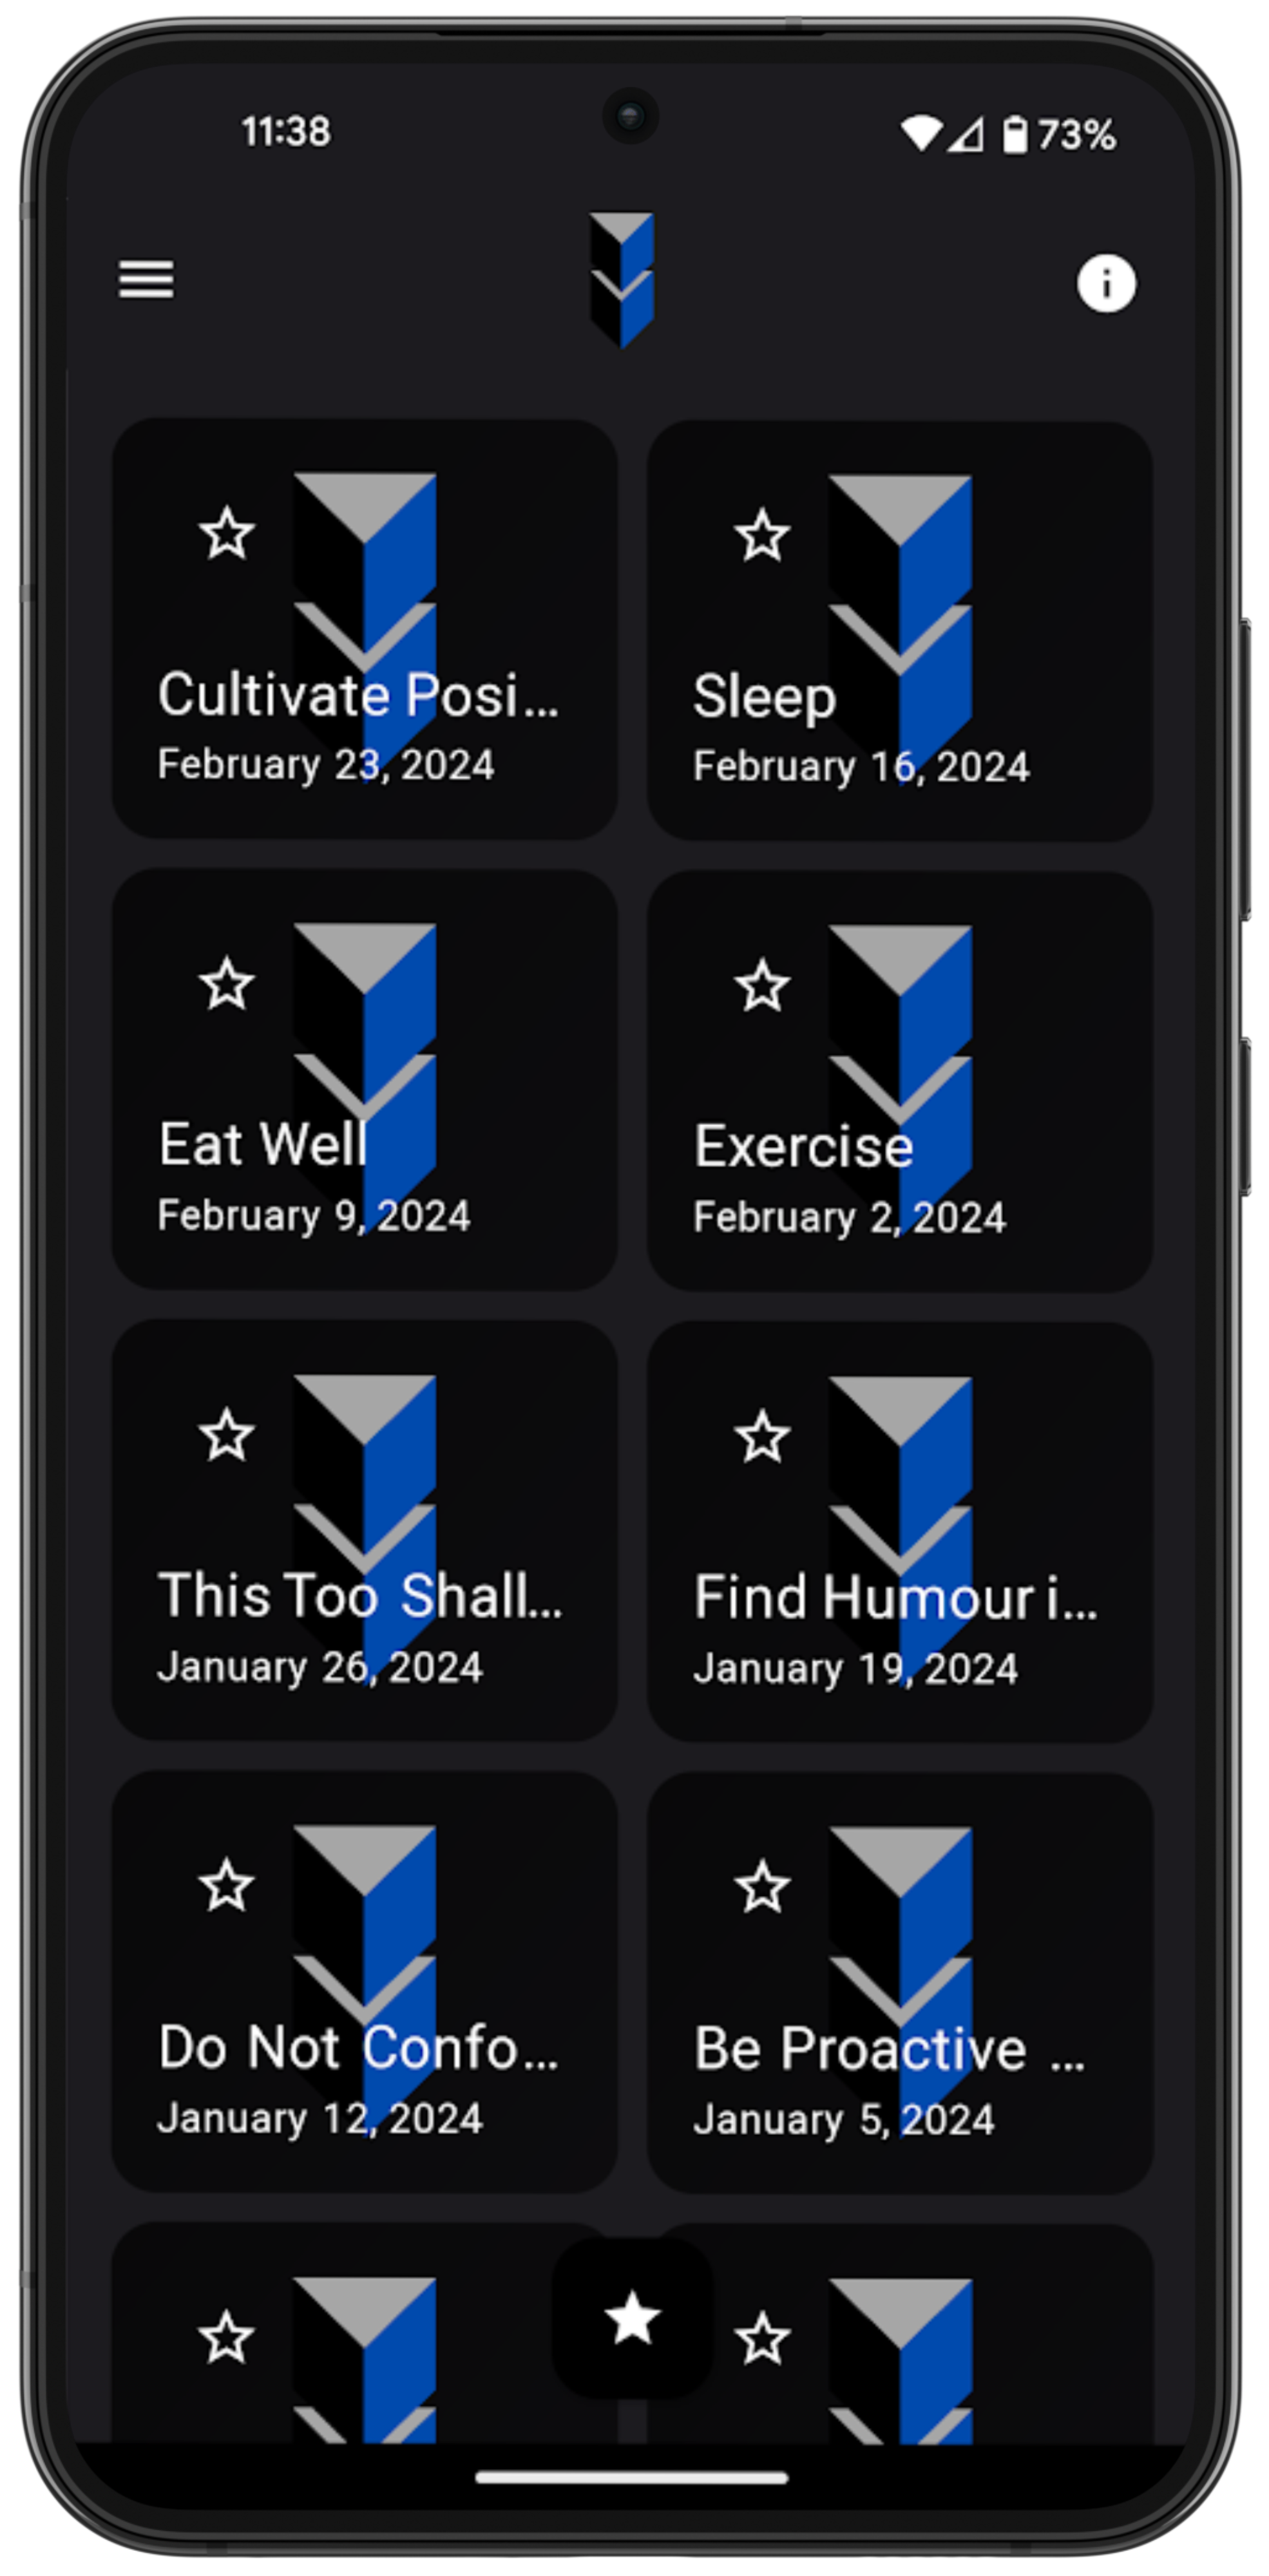 11:38
73%
Cultivate Posi...
February 23, 2024
Sleep
February 16, 2024
Eat Well
February 9, 2024
Exercise
February 2, 2024
This Too Shall...
January 26, 2024
Find Humour i...
January 19, 2024
Do Not Confo...
January 12, 2024
Be Proactive ...
January 5, 2024